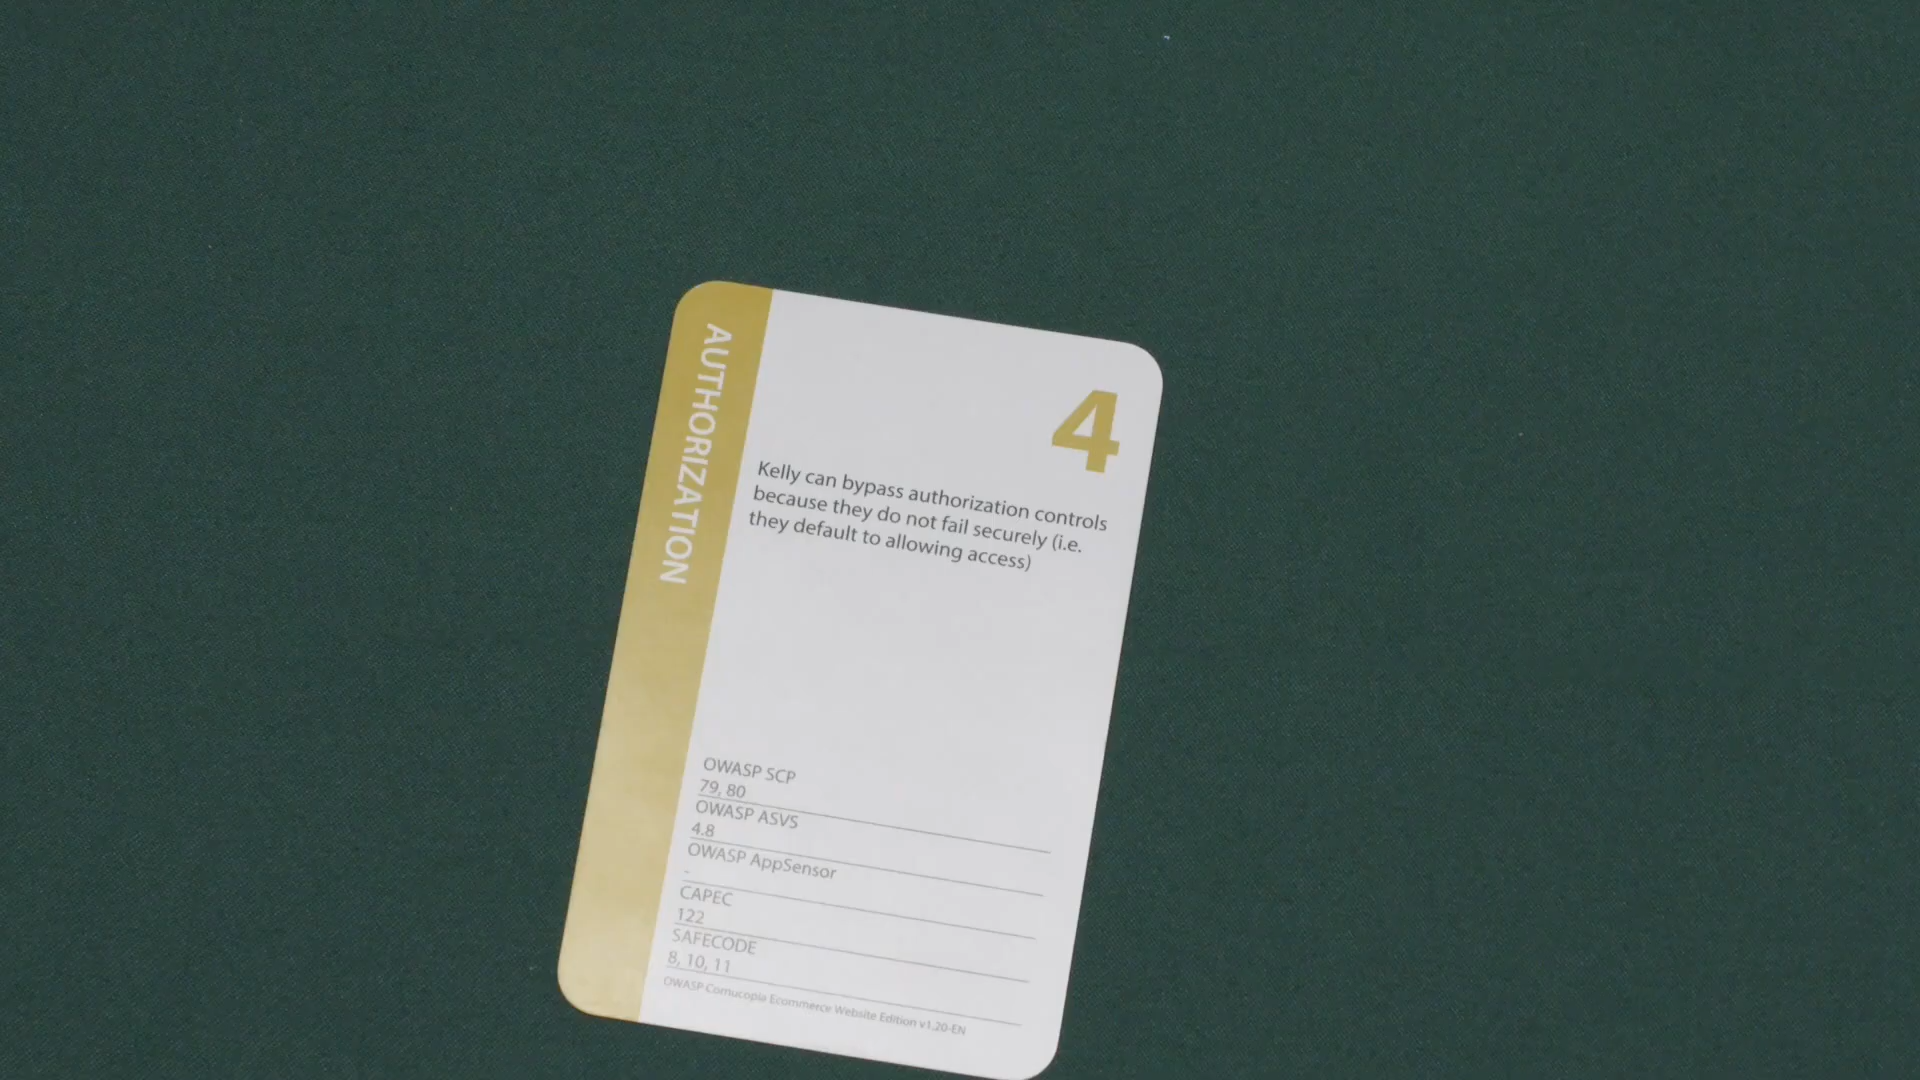 AUTHORIZATION
4
Kelly can bypass authorization controls
because they do not fail securely (i.e.
they default to allowing access)
OWASP SCP
79, 80
OWASP ASVS
4.8
OWASP AppSensor
-
CAPEC
122
SAFECODE
8, 10, 11
OWASP Cornucopia Ecommerce Website Edition v1.20-EN